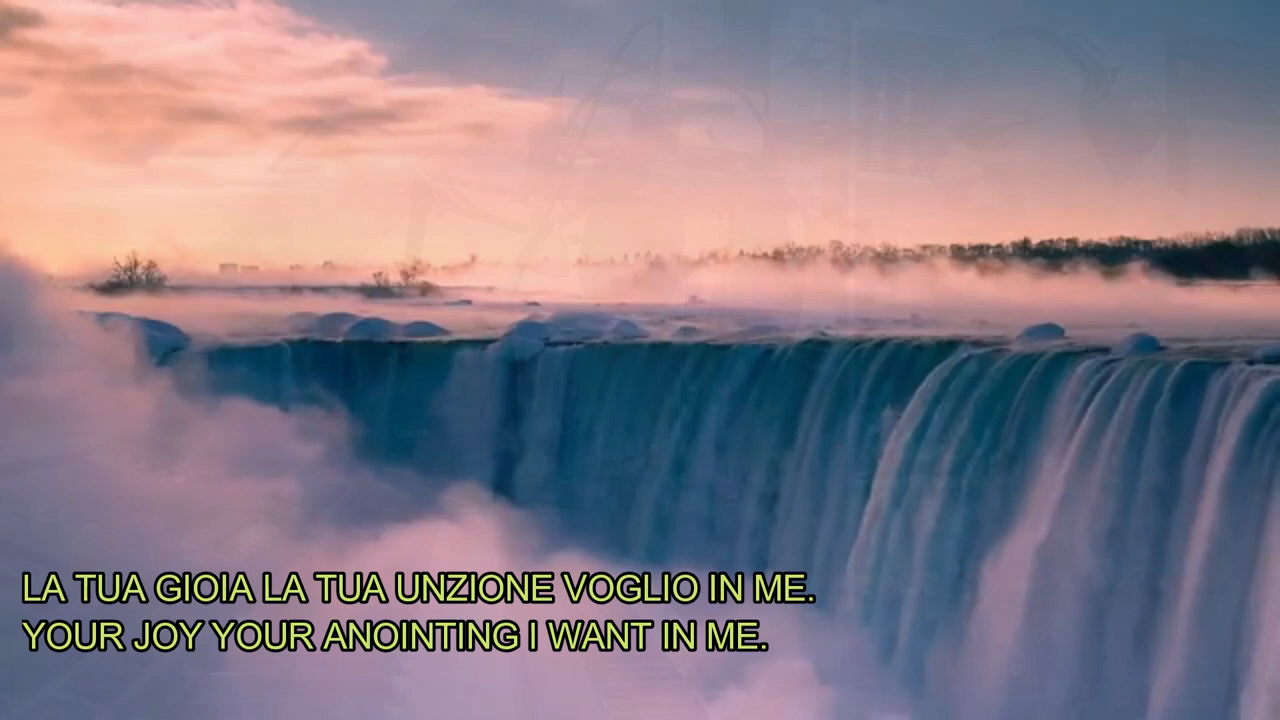 LA TUA GIOIA LA TUA UNZIONE VOGLIO IN ME.
YOUR JOY YOUR ANOINTING I WANT IN ME.